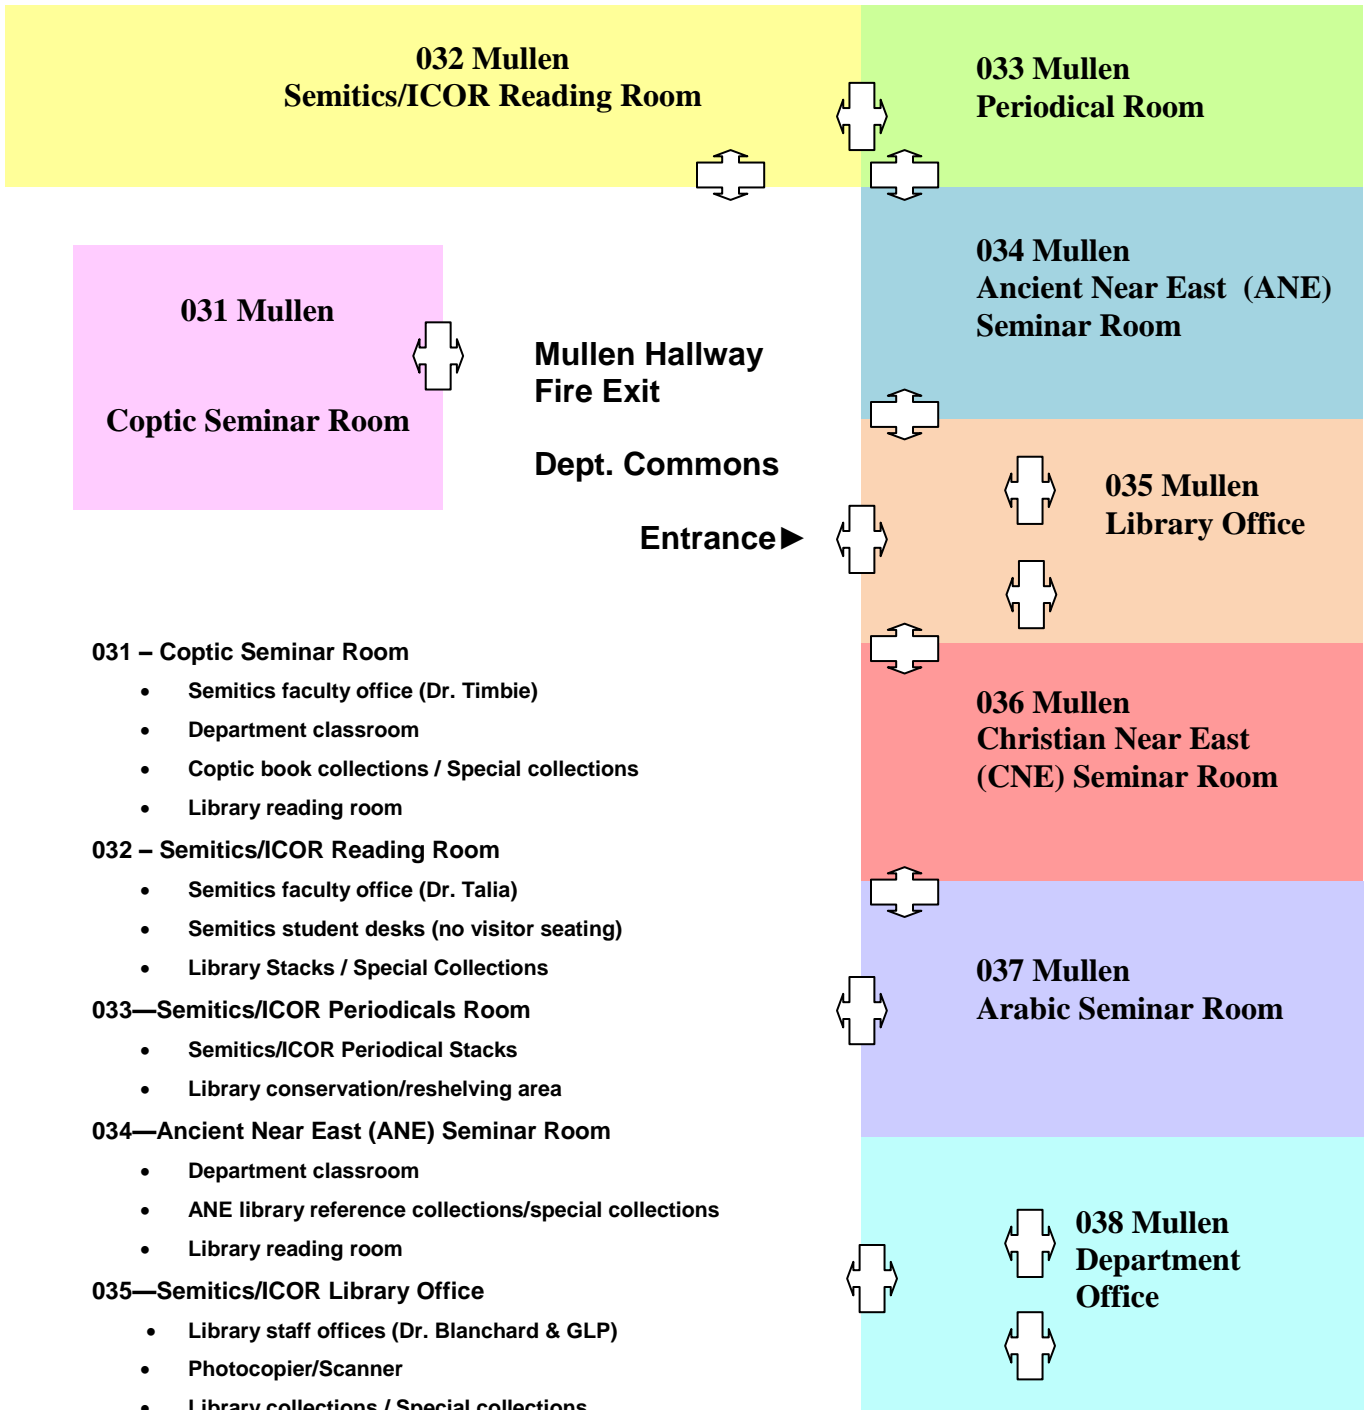 032 Mullen
Semitics/ICOR Reading Room
033 Mullen
Periodical Room
034 Mullen
Ancient Near East (ANE)
Seminar Room
031 Mullen
Coptic Seminar Room
Mullen Hallway
Fire Exit
Dept. Commons
Entrance►
035 Mullen
Library Office
036 Mullen
Christian Near East
(CNE) Seminar Room
037 Mullen
Arabic Seminar Room
038 Mullen
Department
Office
031 – Coptic Seminar Room
• Semitics faculty office (Dr. Timbie)
• Department classroom
• Coptic book collections / Special collections
• Library reading room
032 – Semitics/ICOR Reading Room
• Semitics faculty office (Dr. Talia)
• Semitics student desks (no visitor seating)
• Library Stacks / Special Collections
033—Semitics/ICOR Periodicals Room
• Semitics/ICOR Periodical Stacks
• Library conservation/reshelving area
034—Ancient Near East (ANE) Seminar Room
• Department classroom
• ANE library reference collections/special collections
• Library reading room
035—Semitics/ICOR Library Office
• Library staff offices (Dr. Blanchard & GLP)
• Photocopier/Scanner
• Library collections / Special collections